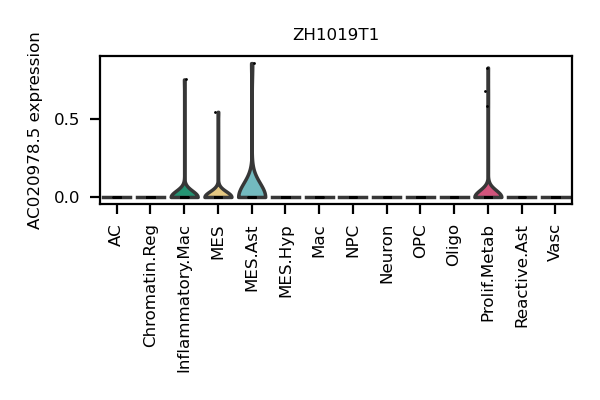 ZH1019T1
AC020978.5 expression
0.5
0.0
AC
Chromatin.Reg
Inflammatory.Mac
MES
MES.Ast
MES.Hyp
Mac
NPC
Neuron
OPC
Oligo
Prolif.Metab
Reactive.Ast
Vasc